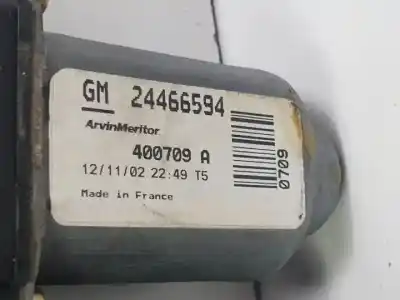 GM 24466594
ArvinMeritor
400709 A
12/11/02 22:49 T5
Made in France
0709